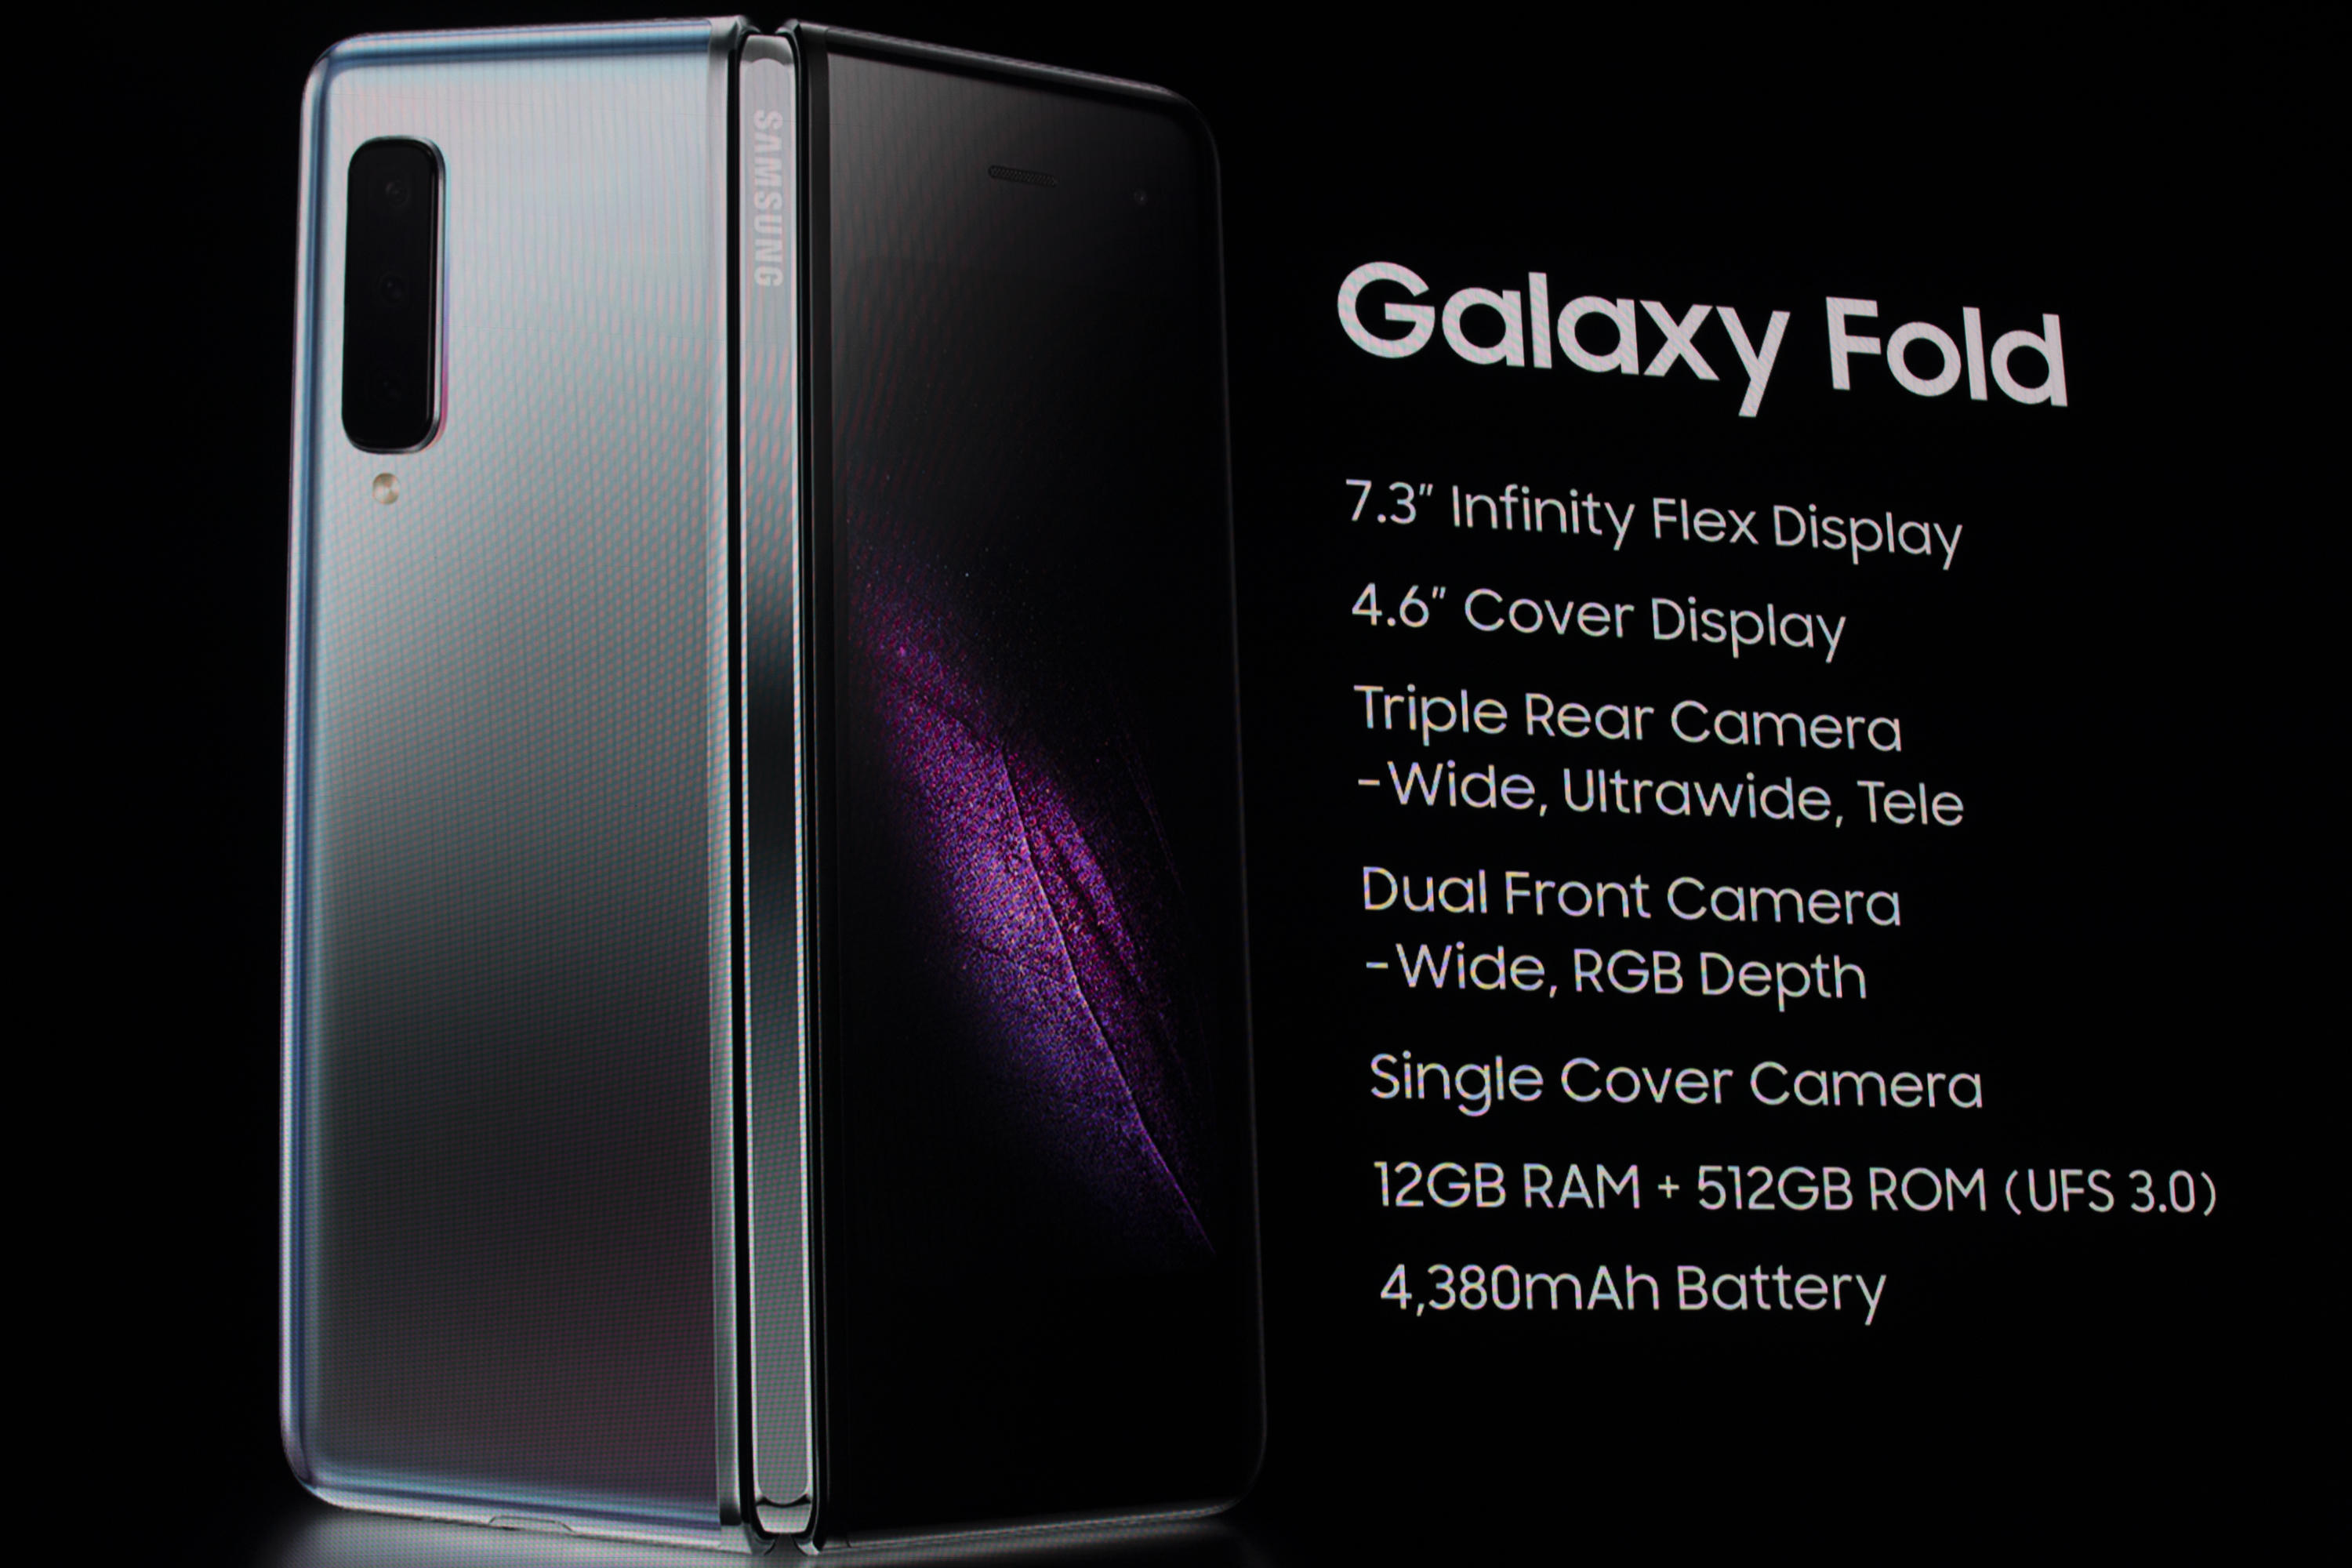 SAMSUNG
Galaxy Fold
7.3" Infinity Flex Display
4.6" Cover Display
Triple Rear Camera
-Wide, Ultrawide, Tele
Dual Front Camera
-Wide, RGB Depth
Single Cover Camera
12GB RAM + 512GB ROM (UFS 3.0)
4,380mAh Battery